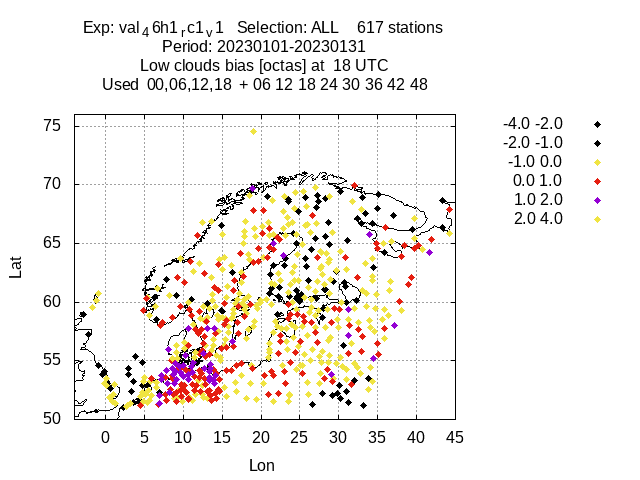 Exp: val46h1rc1v1 Selection: ALL 617 stations
Period: 20230101-20230131
Low clouds bias [octas] at 18 UTC
Used 00,06,12,18 + 06 12 18 24 30 36 42 48
-4.0 -2.0
-2.0 -1.0
-1.0 0.0
0.0 1.0
1.0 2.0
2.0 4.0
75
70
65
60
55
50
Lat
0 5 10 15 20 25 30 35 40 45
Lon